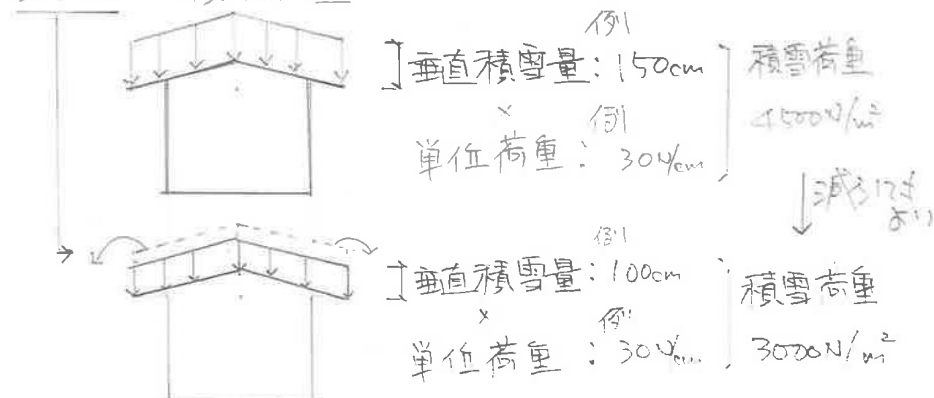 例
垂直積雪量:150cm
×
例
単位荷重:30N/cm
積雪荷重
4500N/m²
↓減らしてもよい
例
垂直積雪量:100cm
×
例
単位荷重:30N/cm
積雪荷重
3000N/m²